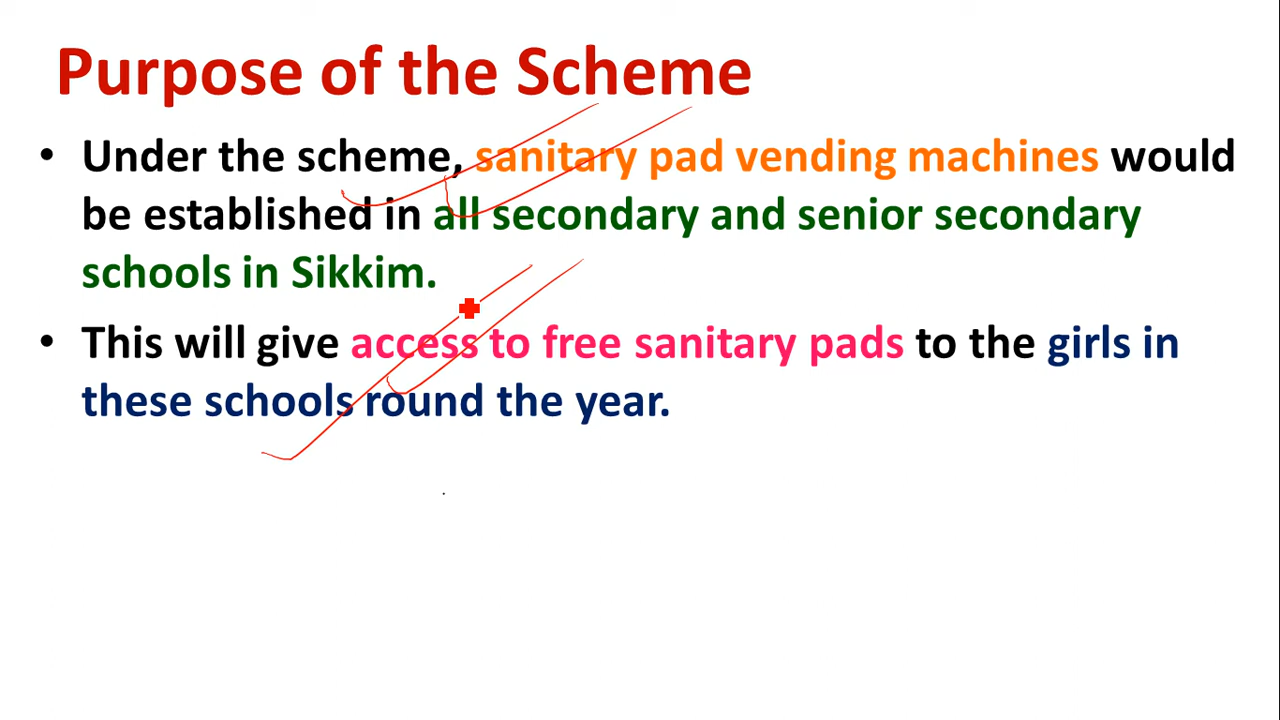 Purpose of the Scheme
• Under the scheme, sanitary pad vending machines would
be established in all secondary and senior secondary
schools in Sikkim.
• This will give access to free sanitary pads to the girls in
these schools round the year.